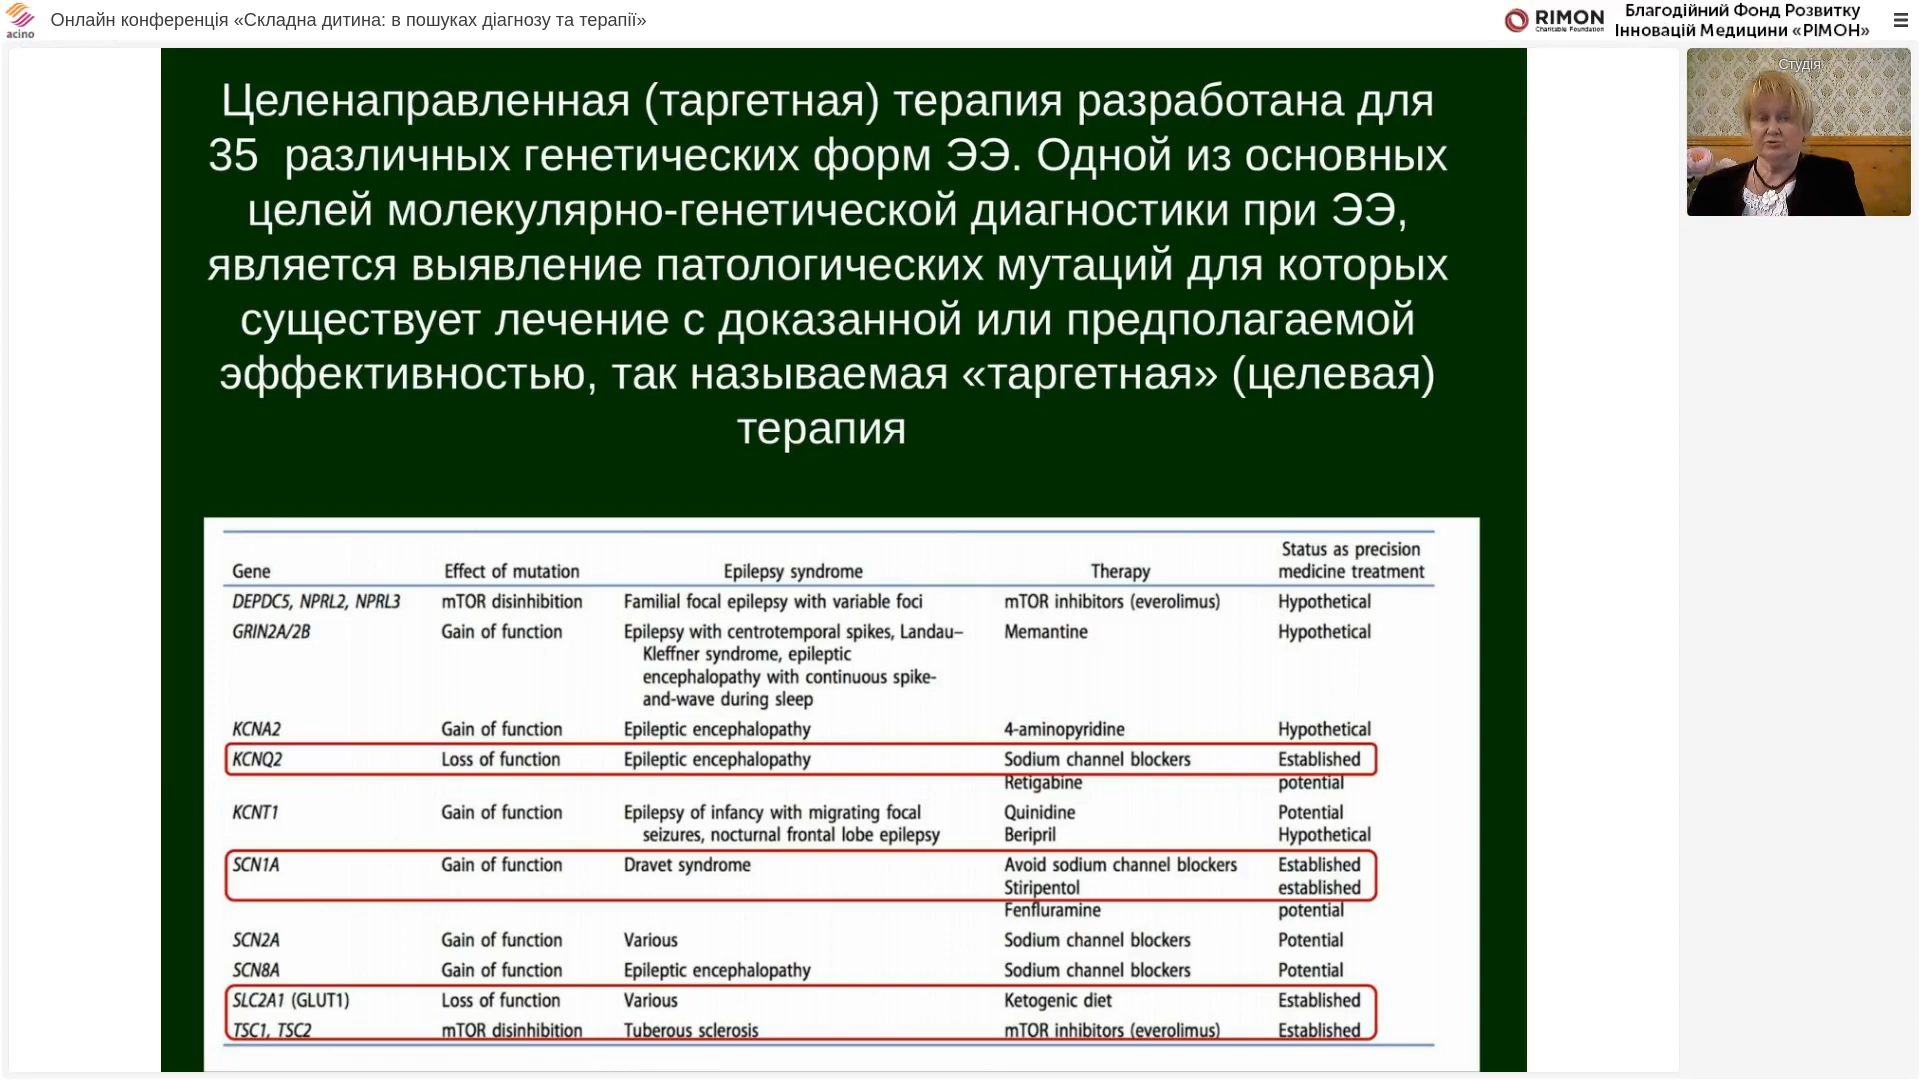 Онлайн конференція «Складна дитина: в пошуках діагнозу та терапії»
acino
RIMON
Charitable Foundation
Благодійний Фонд Розвитку
Інновацій Медицини «РІМОН»
Студія
Целенаправленная (таргетная) терапия разработана для
35 различных генетических форм ЭЭ. Одной из основных
целей молекулярно-генетической диагностики при ЭЭ,
является выявление патологических мутаций для которых
существует лечение с доказанной или предполагаемой
эффективностью, так называемая «таргетная» (целевая)
терапия
Status as precision
Gene Effect of mutation Epilepsy syndrome Therapy medicine treatment
DEPDC5, NPRL2, NPRL3 mTOR disinhibition Familial focal epilepsy with variable foci mTOR inhibitors (everolimus) Hypothetical
GRIN2A/2B Gain of function Epilepsy with centrotemporal spikes, Landau– Memantine Hypothetical
Kleffner syndrome, epileptic
encephalopathy with continuous spike-
and-wave during sleep
KCNA2 Gain of function Epileptic encephalopathy 4-aminopyridine Hypothetical
KCNQ2 Loss of function Epileptic encephalopathy Sodium channel blockers Established
Retigabine potential
KCNT1 Gain of function Epilepsy of infancy with migrating focal Quinidine Potential
seizures, nocturnal frontal lobe epilepsy Beripril Hypothetical
SCN1A Gain of function Dravet syndrome Avoid sodium channel blockers Established
Stiripentol established
Fenfluramine potential
SCN2A Gain of function Various Sodium channel blockers Potential
SCN8A Gain of function Epileptic encephalopathy Sodium channel blockers Potential
SLC2A1 (GLUT1) Loss of function Various Ketogenic diet Established
TSC1, TSC2 mTOR disinhibition Tuberous sclerosis mTOR inhibitors (everolimus) Established